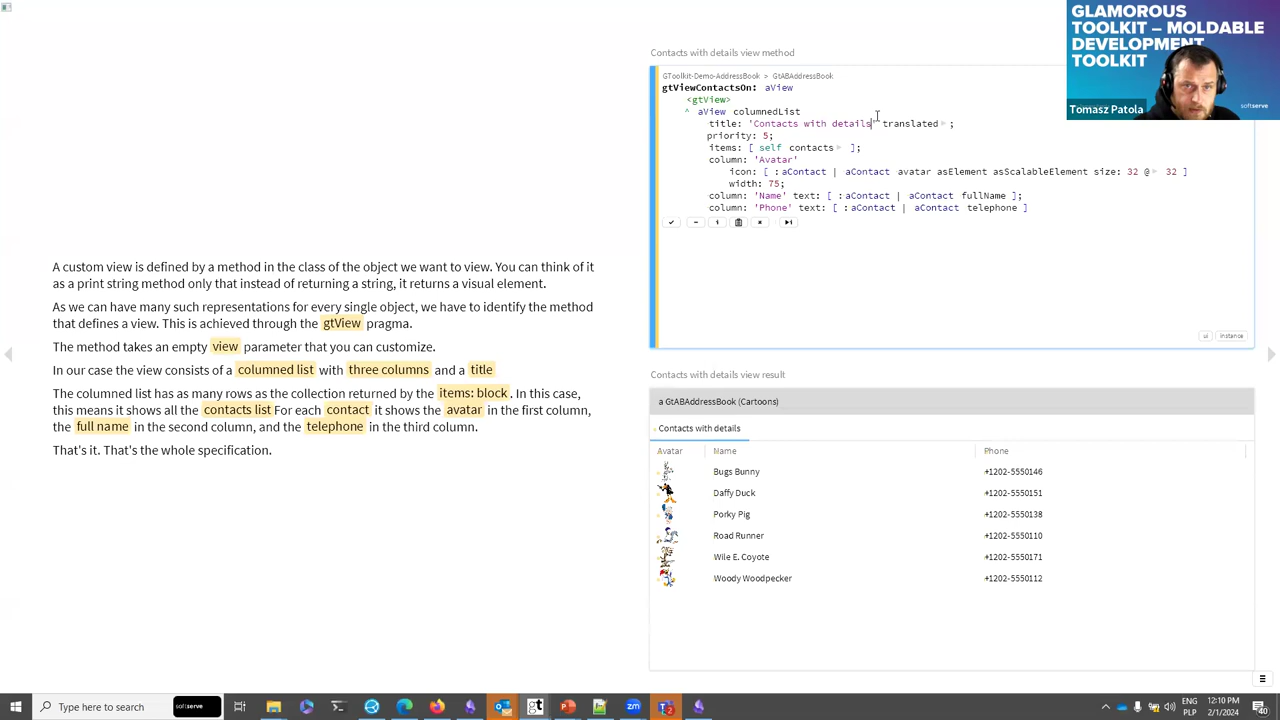 GLAMOROUS
TOOLKIT – MOLDABLE
DEVELOPMENT
TOOLKIT
Tomasz Patola
softserve
Contacts with details view method
GToolkit-Demo-AddressBook > GtABAddressBook
gtViewContactsOn: aView
<gtView>
^ aView columnedList
title: 'Contacts with details' translated ;
priority: 5;
items: [ self contacts ];
column: 'Avatar'
icon: [ :aContact | aContact avatar asElement asScalableElement size: 32 @ 32 ]
width: 75;
column: 'Name' text: [ :aContact | aContact fullName ];
column: 'Phone' text: [ :aContact | aContact telephone ]
ui instance
A custom view is defined by a method in the class of the object we want to view. You can think of it
as a print string method only that instead of returning a string, it returns a visual element.
As we can have many such representations for every single object, we have to identify the method
that defines a view. This is achieved through the gtView pragma.
The method takes an empty view parameter that you can customize.
In our case the view consists of a columned list with three columns and a title
The columned list has as many rows as the collection returned by the items: block . In this case,
this means it shows all the contacts list For each contact it shows the avatar in the first column,
the full name in the second column, and the telephone in the third column.
That's it. That's the whole specification.
Contacts with details view result
a GtABAddressBook (Cartoons)
Contacts with details
Avatar Name Phone
Bugs Bunny +1202-5550146
Daffy Duck +1202-5550151
Porky Pig +1202-5550138
Road Runner +1202-5550110
Wile E. Coyote +1202-5550171
Woody Woodpecker +1202-5550112
Type here to search
softserve
gt
zm
ENG
PLP
12:10 PM
2/1/2024
40